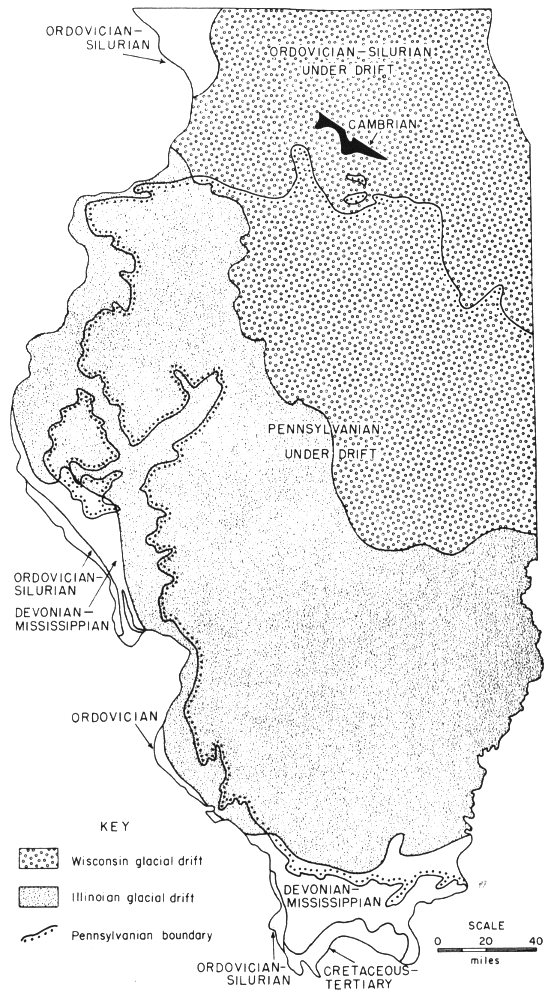 ORDOVICIAN-
SILURIAN
ORDOVICIAN-SILURIAN
UNDER DRIFT
CAMBRIAN
PENNSYLVANIAN
UNDER DRIFT
ORDOVICIAN-
SILURIAN
DEVONIAN-
MISSISSIPPIAN
ORDOVICIAN
KEY
Wisconsin glacial drift
Illinoian glacial drift
Pennsylvanian boundary
DEVONIAN-
MISSISSIPPIAN
ORDOVICIAN-
SILURIAN
CRETACEOUS-
TERTIARY
SCALE
0 20 40
miles